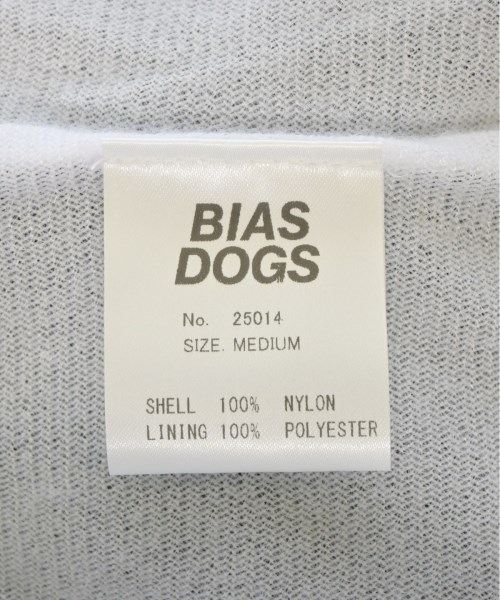 BIAS
DOGS
No. 25014
SIZE. MEDIUM
SHELL 100% NYLON
LINING 100% POLYESTER